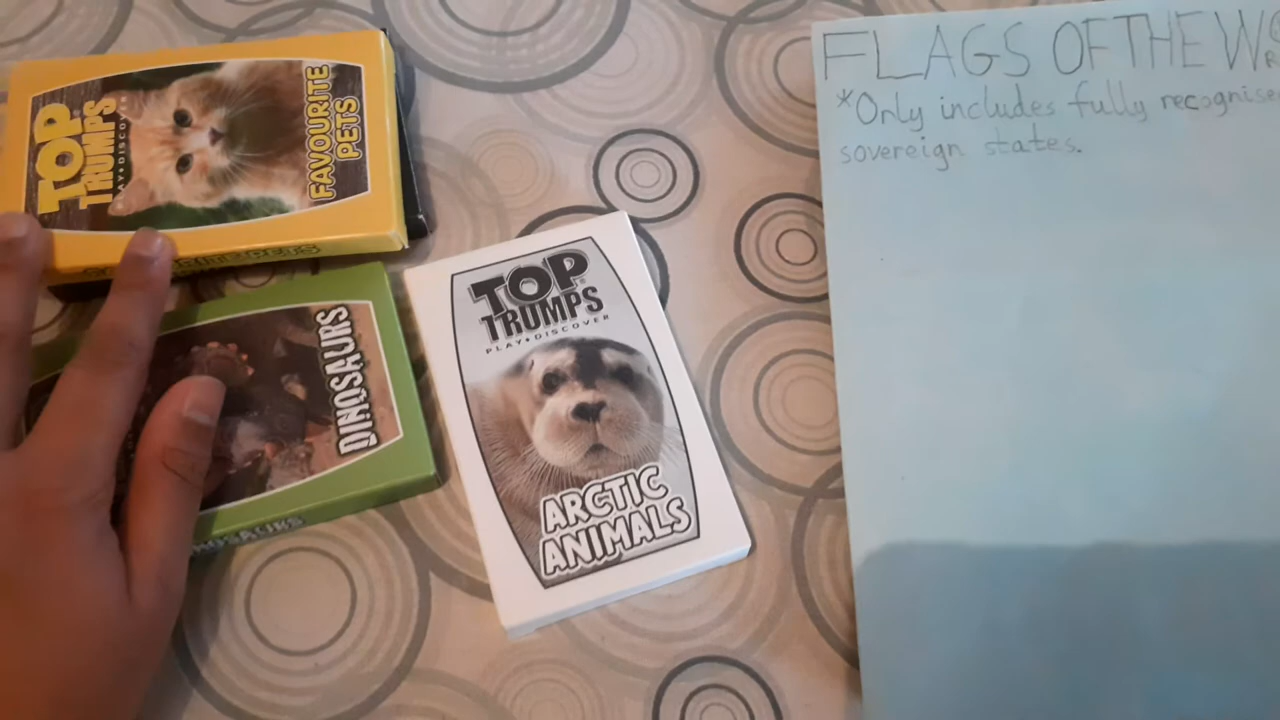 TOP
TRUMPS
PLAY•DISCOVER
FAVOURITE
PETS
DINOSAURS
TOP
TRUMPS
PLAY•DISCOVER
ARCTIC
ANIMALS
FLAGS OF THE
*Only includes fully recognise
sovereign states.